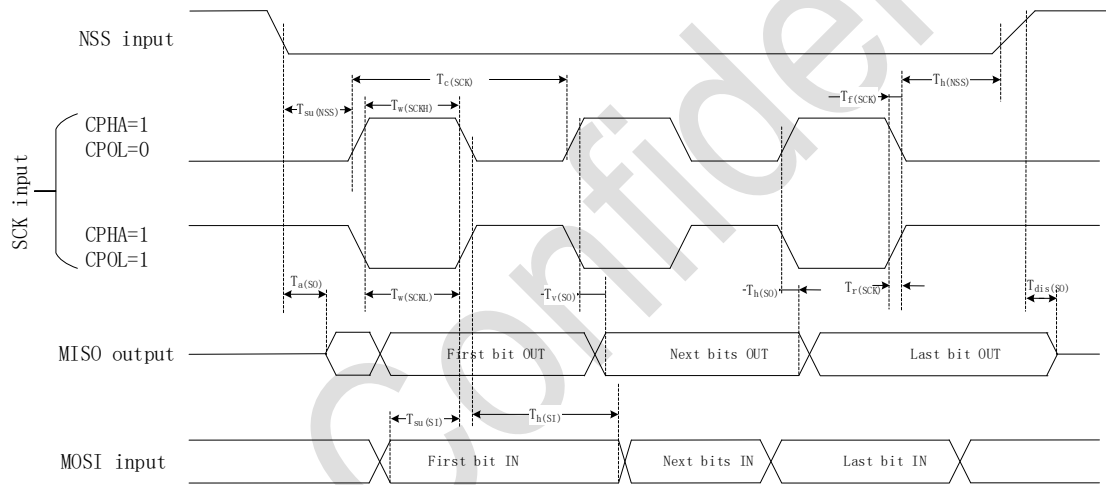 NSS input
Tc(SCK)
Th(NSS)
Tsu(NSS)
Tw(SCKH)
Tf(SCK)
SCK input
CPHA=1
CPOL=0
CPHA=1
CPOL=1
Ta(SO)
Tw(SCKL)
Tv(SO)
Th(SO)
Tr(SCK)
Tdis(SO)
MISO output
First bit OUT
Next bits OUT
Last bit OUT
Tsu(SI)
Th(SI)
MOSI input
First bit IN
Next bits IN
Last bit IN
Confide